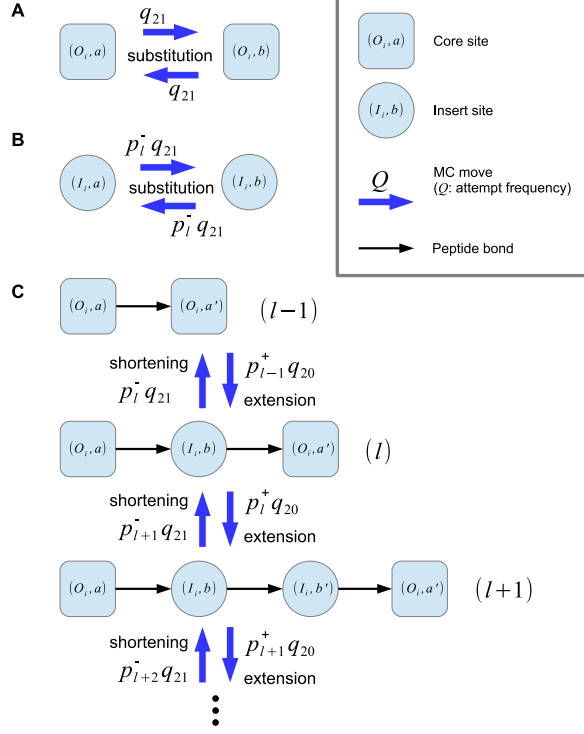 A
q₂₁
(Oᵢ,a)
substitution
(Oᵢ,b)
q₂₁
B
p⁻ₗ q₂₁
(Iᵢ,a)
substitution
(Iᵢ,b)
p⁻ₗ q₂₁
(Oᵢ,a)
Core site
(Iᵢ,b)
Insert site
Q
MC move
(Q: attempt frequency)
Peptide bond
C
(Oᵢ,a)
(Oᵢ,a')
(l−1)
shortening
p⁻ₗ q₂₁
p⁺ₗ₋₁ q₂₀
extension
(Oᵢ,a)
(Iᵢ,b)
(Oᵢ,a')
(l)
shortening
p⁻ₗ₊₁ q₂₁
p⁺ₗ q₂₀
extension
(Oᵢ,a)
(Iᵢ,b)
(Iᵢ,b')
(Oᵢ,a')
(l+1)
shortening
p⁻ₗ₊₂ q₂₁
p⁺ₗ₊₁ q₂₀
extension